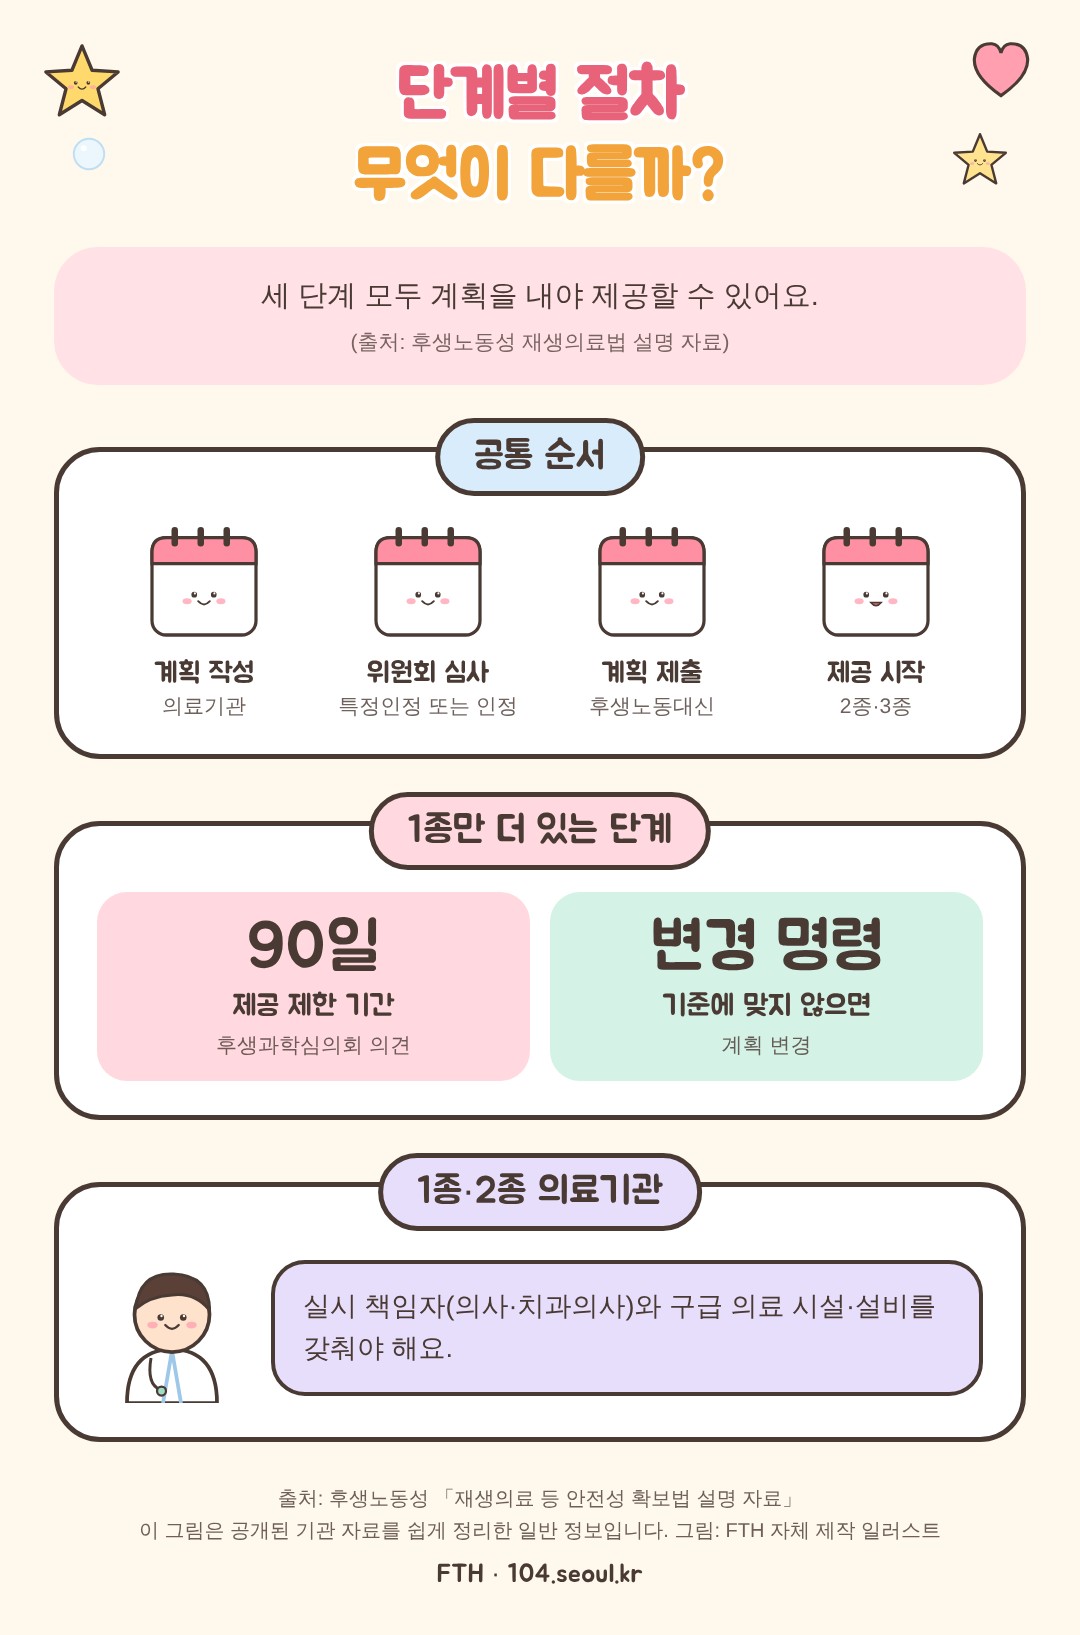 단계별 절차
무엇이 다를까?
세 단계 모두 계획을 내야 제공할 수 있어요.
(출처: 후생노동성 재생의료법 설명 자료)
공통 순서
계획 작성
의료기관
위원회 심사
특정인정 또는 인정
계획 제출
후생노동대신
제공 시작
2종·3종
1종만 더 있는 단계
90일
제공 제한 기간
후생과학심의회 의견
변경 명령
기준에 맞지 않으면
계획 변경
1종·2종 의료기관
실시 책임자(의사·치과의사)와 구급 의료 시설·설비를
갖춰야 해요.
출처: 후생노동성 「재생의료 등 안전성 확보법 설명 자료」
이 그림은 공개된 기관 자료를 쉽게 정리한 일반 정보입니다. 그림: FTH 자체 제작 일러스트
FTH · 104.seoul.kr